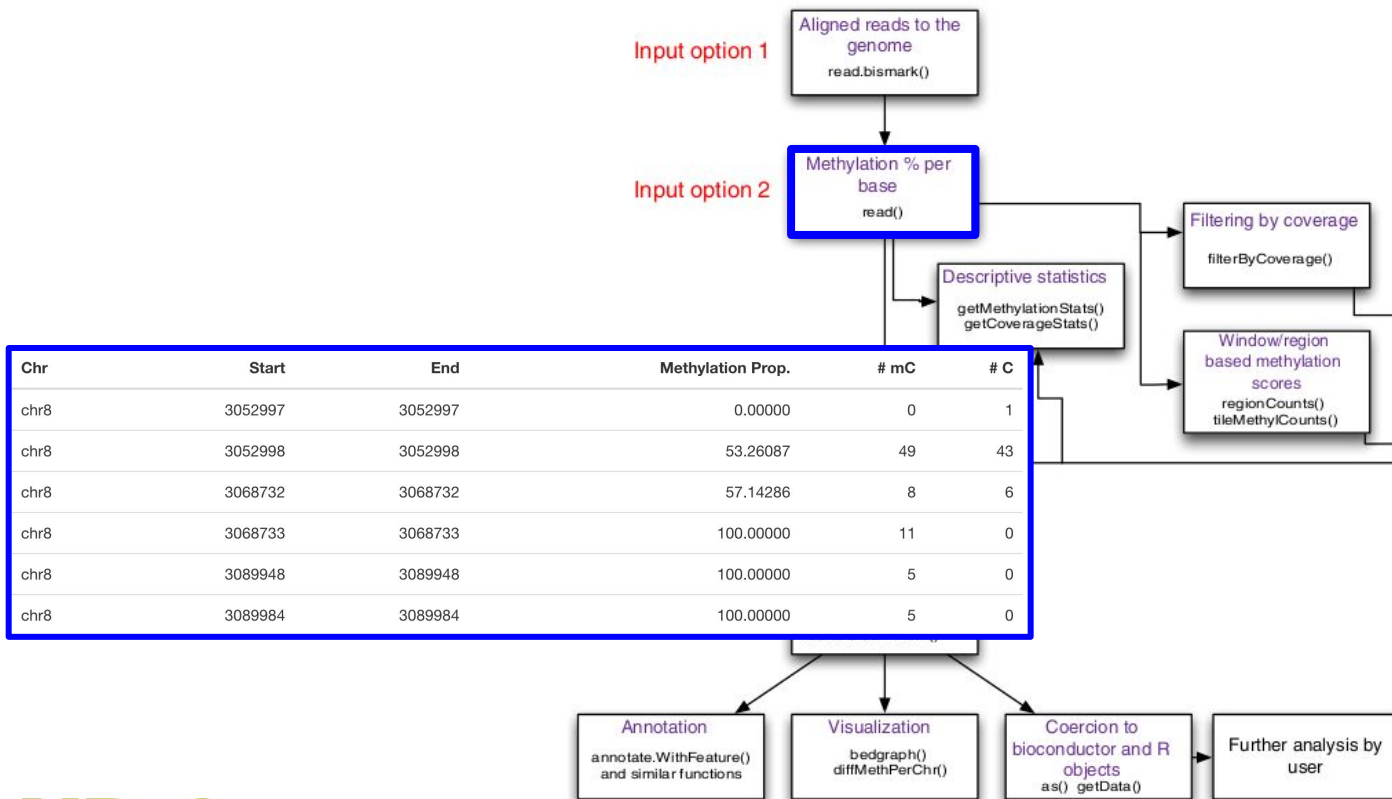 Input option 1
Aligned reads to the
genome
read.bismark()
Input option 2
Methylation % per
base
read()
Filtering by coverage
filterByCoverage()
Descriptive statistics
getMethylationStats()
getCoverageStats()
Window/region
based methylation
scores
regionCounts()
tileMethylCounts()
Chr Start End Methylation Prop. # mC # C
chr8 3052997 3052997 0.00000 0 1
chr8 3052998 3052998 53.26087 49 43
chr8 3068732 3068732 57.14286 8 6
chr8 3068733 3068733 100.00000 11 0
chr8 3089948 3089948 100.00000 5 0
chr8 3089984 3089984 100.00000 5 0
Annotation
annotate.WithFeature()
and similar functions
Visualization
bedgraph()
diffMethPerChr()
Coercion to
bioconductor and R
objects
as() getData()
Further analysis by
user